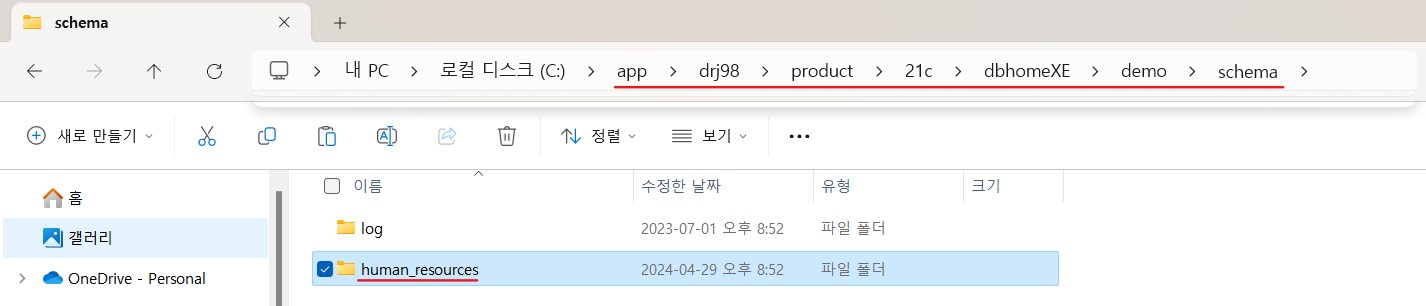 schema
내 PC > 로컬 디스크 (C:) > app > drj98 > product > 21c > dbhomeXE > demo > schema >
새로 만들기 정렬 보기 ...
이름 수정한 날짜 유형 크기
홈
log 2023-07-01 오후 8:52 파일 폴더
갤러리
human_resources 2024-04-29 오후 8:52 파일 폴더
OneDrive - Personal